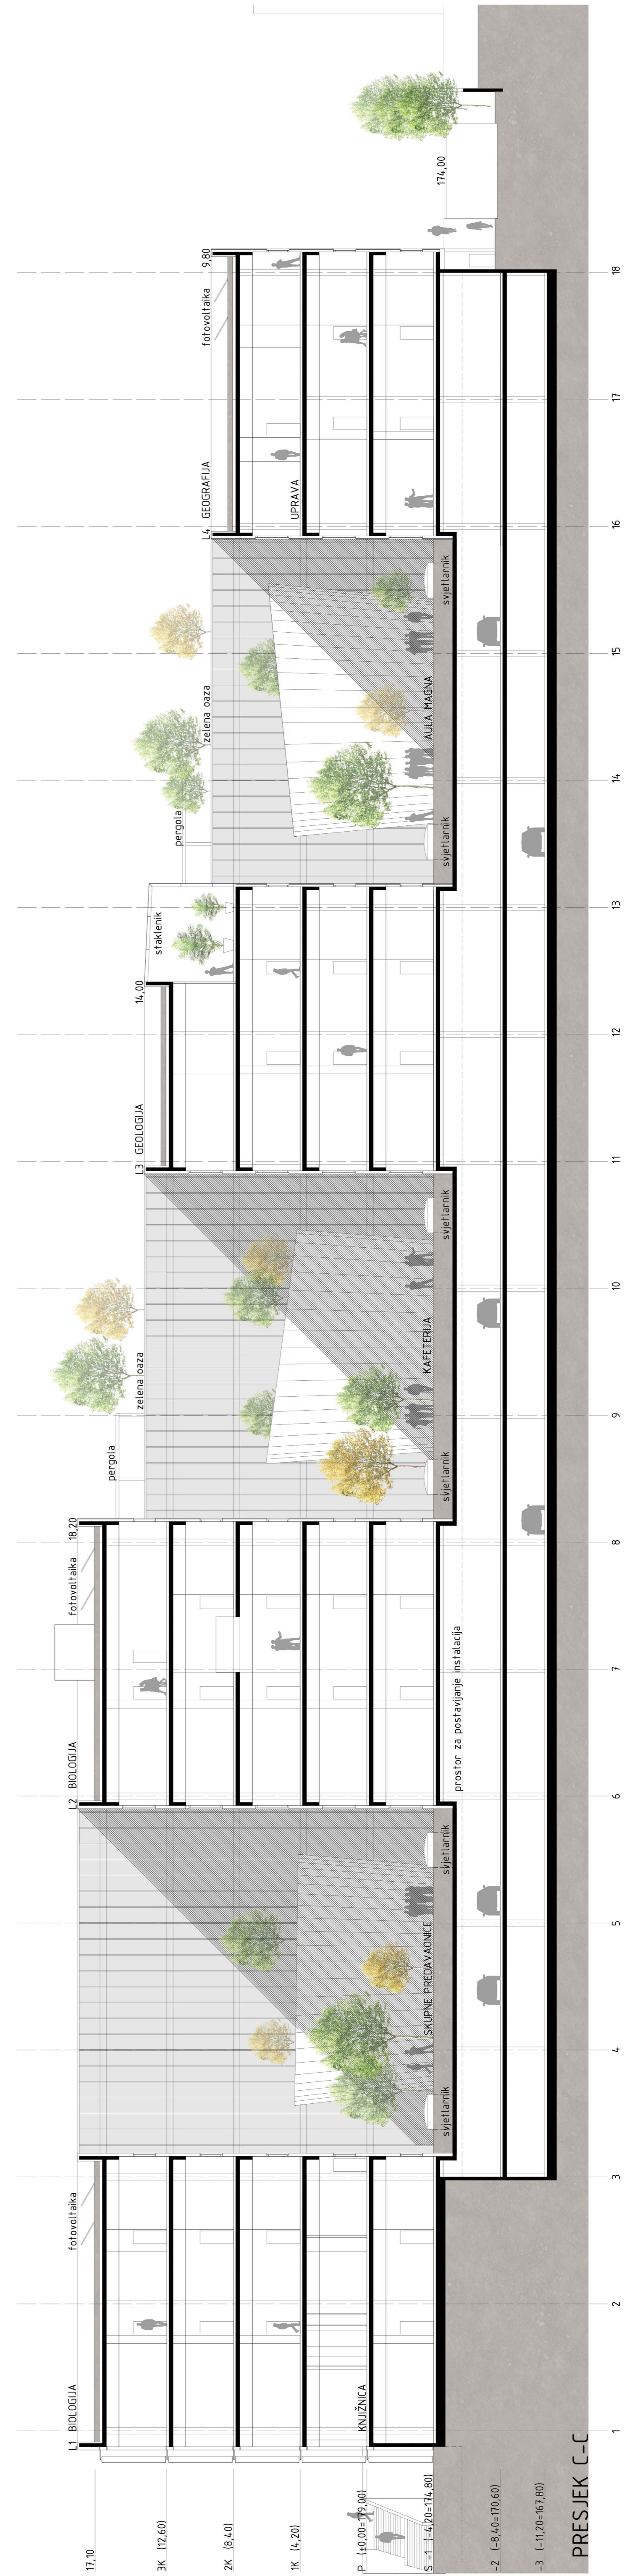 PRESJEK C-C
17,10
3K (12,60)
2K (8,40)
1K (4,20)
P (±0,00=179,00)
S -1 (-4,20=174,80)
-2 (-8,40=170,60)
-3 (-11,20=167,80)
L1 BIOLOGIJA
fotovoltaika
KNJIŽNICA
svjetlarnik
SKUPNE PREDAVAONICE
svjetlarnik
L2 BIOLOGIJA
fotovoltaika
18,20
prostor za postavljanje instalacija
pergola
zelena oaza
svjetlarnik
KAFETERIJA
svjetlarnik
L3 GEOLOGIJA
14,00
staklenik
pergola
zelena oaza
svjetlarnik
AULA MAGNA
svjetlarnik
L4 GEOGRAFIJA
UPRAVA
fotovoltaika
9,80
174,00
1
2
3
4
5
6
7
8
9
10
11
12
13
14
15
16
17
18